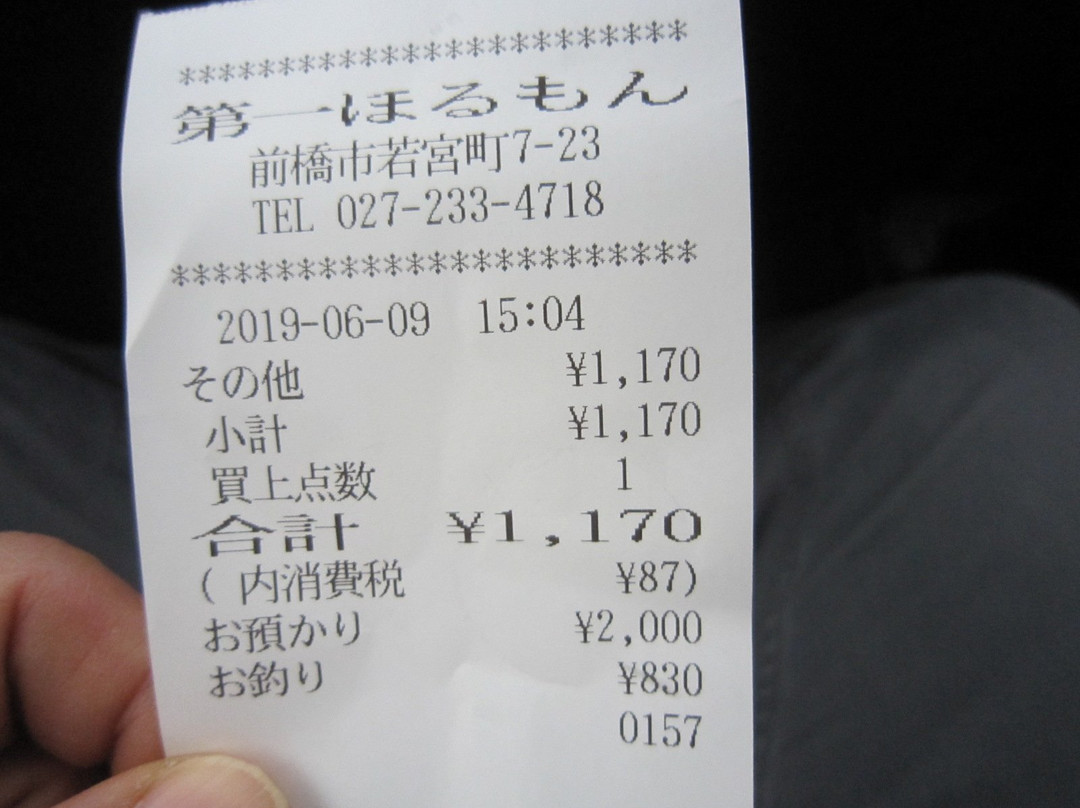 ************************
第一ほるもん
前橋市若宮町7-23
TEL 027-233-4718
*************************
2019-06-09 15:04
その他 ¥1,170
小計 ¥1,170
買上点数 1
合計 ¥1,170
( 内消費税 ¥87)
お預かり ¥2,000
お釣り ¥830
0157